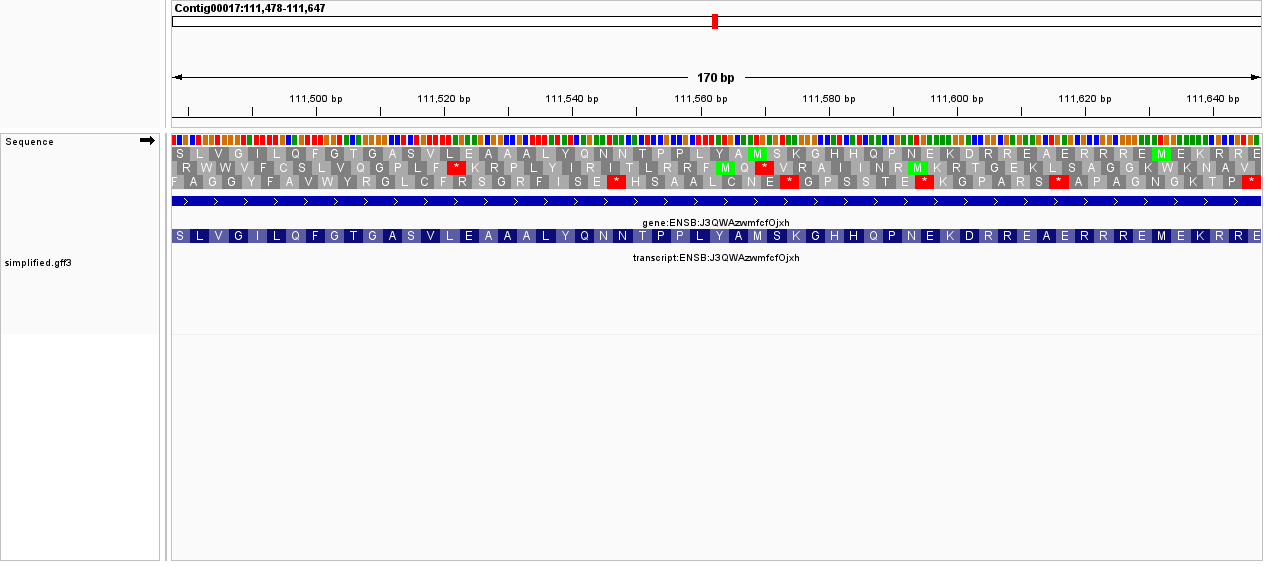 Contig00017:111,478-111,647
170 bp
111,500 bp 111,520 bp 111,540 bp 111,560 bp 111,580 bp 111,600 bp 111,620 bp 111,640 bp
Sequence
S L V G I L Q F G T G A S V L E A A A L Y Q N N T P P L Y A M S K G H H Q P N E K D R R E A E R R R E M E K R R E
R W W V F C S L V Q G P L F * K R P L Y I R I T L R R F M Q * V R A I I N R M K R T G E K L S A G G K W K N A V
F A G G Y F A V W Y R G L C F R S G R F I S E * H S A A L C N E * G P S S T E * K G P A R S * A P A G N G K T P *
gene:ENSB:J3QWAzwmfcfOjxh
S L V G I L Q F G T G A S V L E A A A L Y Q N N T P P L Y A M S K G H H Q P N E K D R R E A E R R R E M E K R R E
transcript:ENSB:J3QWAzwmfcfOjxh
simplified.gff3